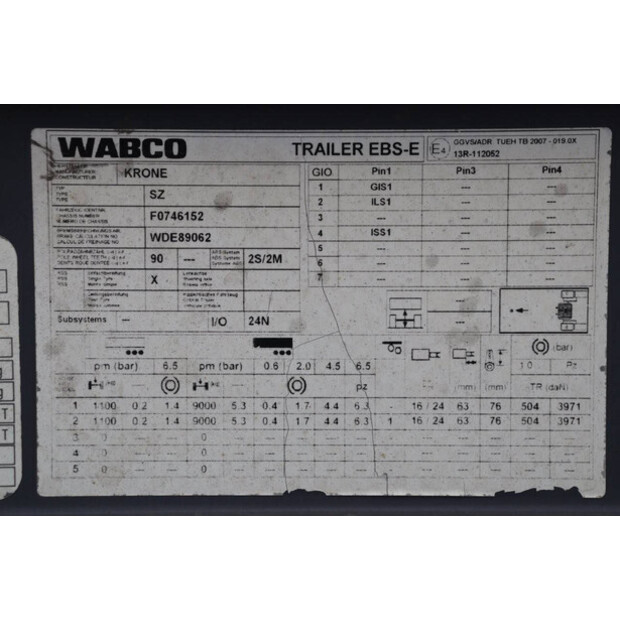 WABCO TRAILER EBS-E E4 GGVS/ADR. TUEH TB 2007 - 019.0X
13R-112052
KRONE
SZ
F0746152
WDE89062
90 --- 2S/2M
X
Subsystems -- I/O 24N
GIO Pin1 Pin3 Pin4
1 GIS1 --- ---
2 ILS1 --- ---
3 --- --- ---
4 ISS1 --- ---
5 --- --- ---
6 --- --- ---
7 --- --- ---
(bar)
pm (bar) 6.5 pm (bar) 0.6 2.0 4.5 6.5 1.0 Pz
pz (mm) (mm) -TR (daN)
1 1100 0.2 1.4 9000 5.3 0.4 1.7 4.4 6.3 · 16 / 24 63 76 504 3971
2 1100 0.2 1.4 9000 5.3 0.4 1.7 4.4 6.3 1 16 / 24 63 76 504 3971
3 --- --- --- 0 --- --- --- --- --- --- --- --- --- --- ---
4 --- --- --- 0 --- --- --- --- --- --- --- --- --- --- ---
5 --- --- --- 0 --- --- --- --- --- --- --- --- --- --- ---
T
T